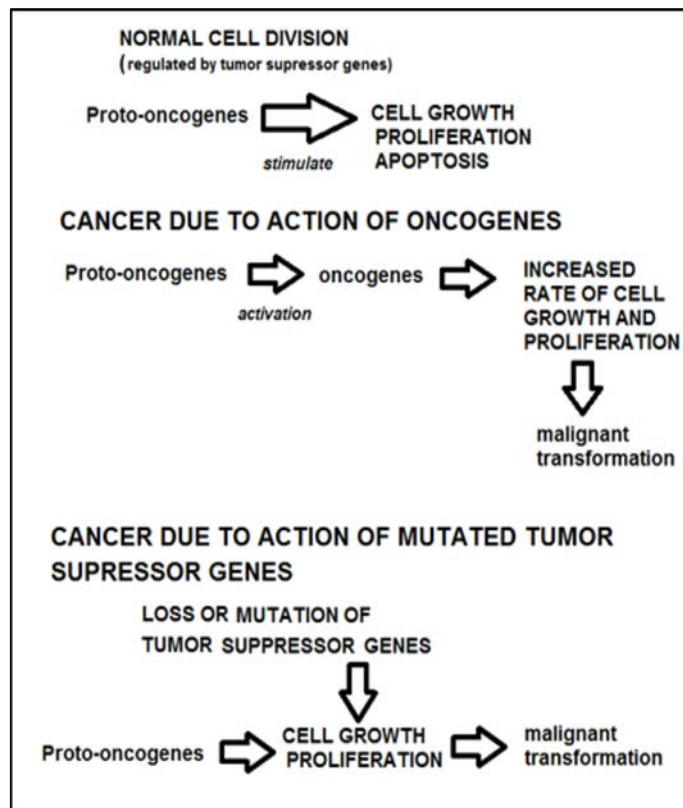 NORMAL CELL DIVISION
(regulated by tumor supressor genes)
Proto-oncogenes
stimulate
CELL GROWTH
PROLIFERATION
APOPTOSIS
CANCER DUE TO ACTION OF ONCOGENES
Proto-oncogenes
activation
oncogenes
INCREASED
RATE OF CELL
GROWTH AND
PROLIFERATION
malignant
transformation
CANCER DUE TO ACTION OF MUTATED TUMOR
SUPRESSOR GENES
LOSS OR MUTATION OF
TUMOR SUPPRESSOR GENES
Proto-oncogenes
CELL GROWTH
PROLIFERATION
malignant
transformation